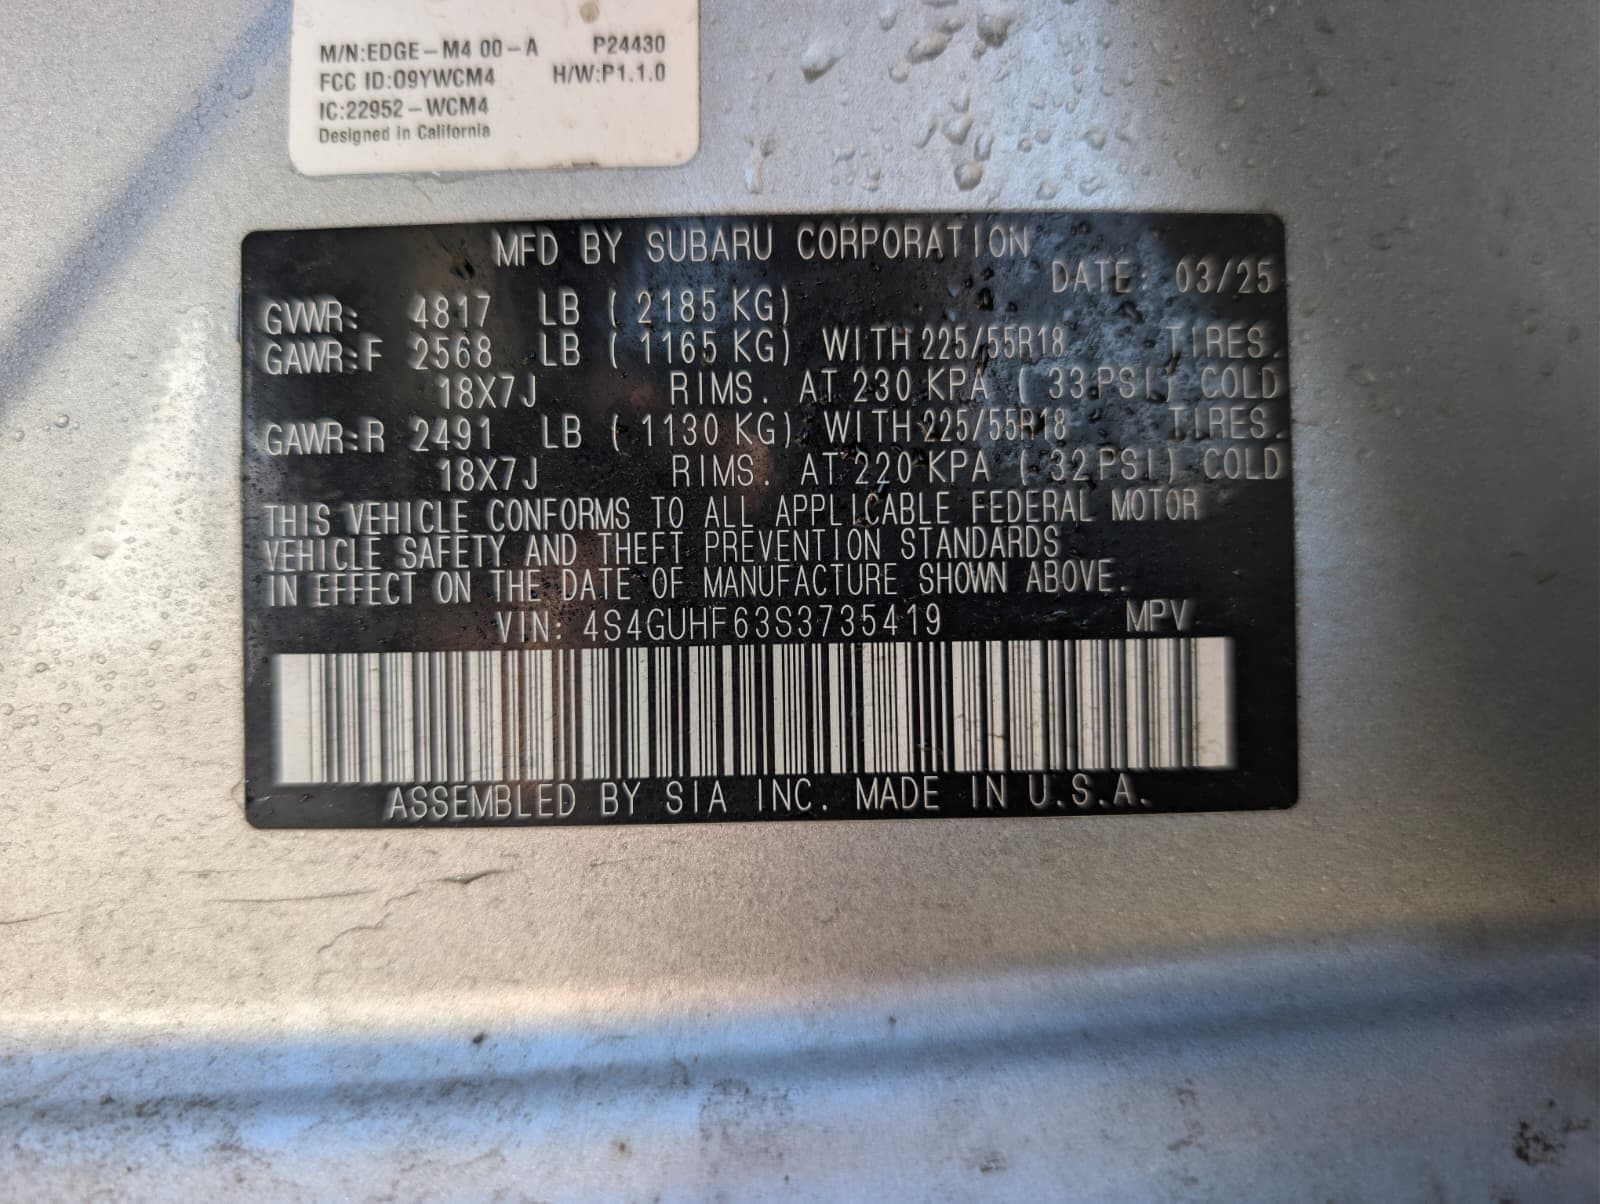 M/N:EDGE-M4 00-A P24430
FCC ID:O9YWCM4 H/W:P1.1.0
IC:22952-WCM4
Designed in California
MFD BY SUBARU CORPORATION
DATE: 03/25
GVWR: 4817 LB ( 2185 KG)
GAWR:F 2568 LB ( 1165 KG) WITH 225/55R18 TIRES.
18X7J RIMS. AT 230 KPA ( 33 PSI) COLD
GAWR:R 2491 LB ( 1130 KG) WITH 225/55R18 TIRES.
18X7J RIMS. AT 220 KPA ( 32 PSI) COLD
THIS VEHICLE CONFORMS TO ALL APPLICABLE FEDERAL MOTOR
VEHICLE SAFETY AND THEFT PREVENTION STANDARDS
IN EFFECT ON THE DATE OF MANUFACTURE SHOWN ABOVE.
VIN: 4S4GUHF63S3735419 MPV
ASSEMBLED BY SIA INC. MADE IN U.S.A.